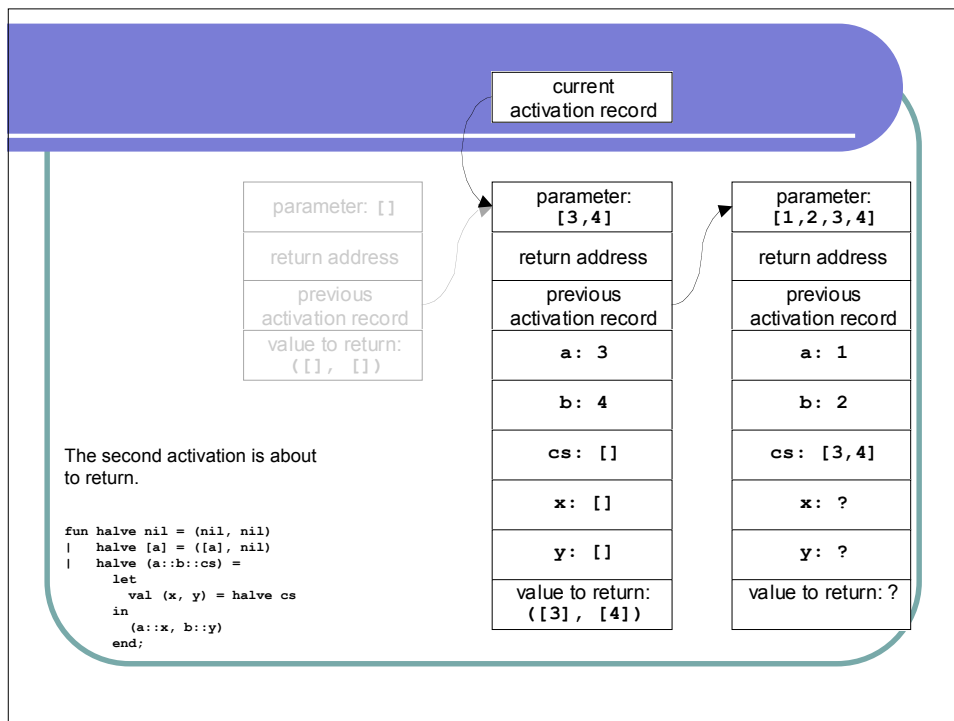 current
activation record
parameter: []
return address
previous
activation record
value to return:
([], [])
parameter:
[3,4]
return address
previous
activation record
a: 3
b: 4
cs: []
x: []
y: []
value to return:
([3], [4])
parameter:
[1,2,3,4]
return address
previous
activation record
a: 1
b: 2
cs: [3,4]
x: ?
y: ?
value to return: ?
The second activation is about
to return.
fun halve nil = (nil, nil)
|   halve [a] = ([a], nil)
|   halve (a::b::cs) =
      let
        val (x, y) = halve cs
      in
        (a::x, b::y)
      end;